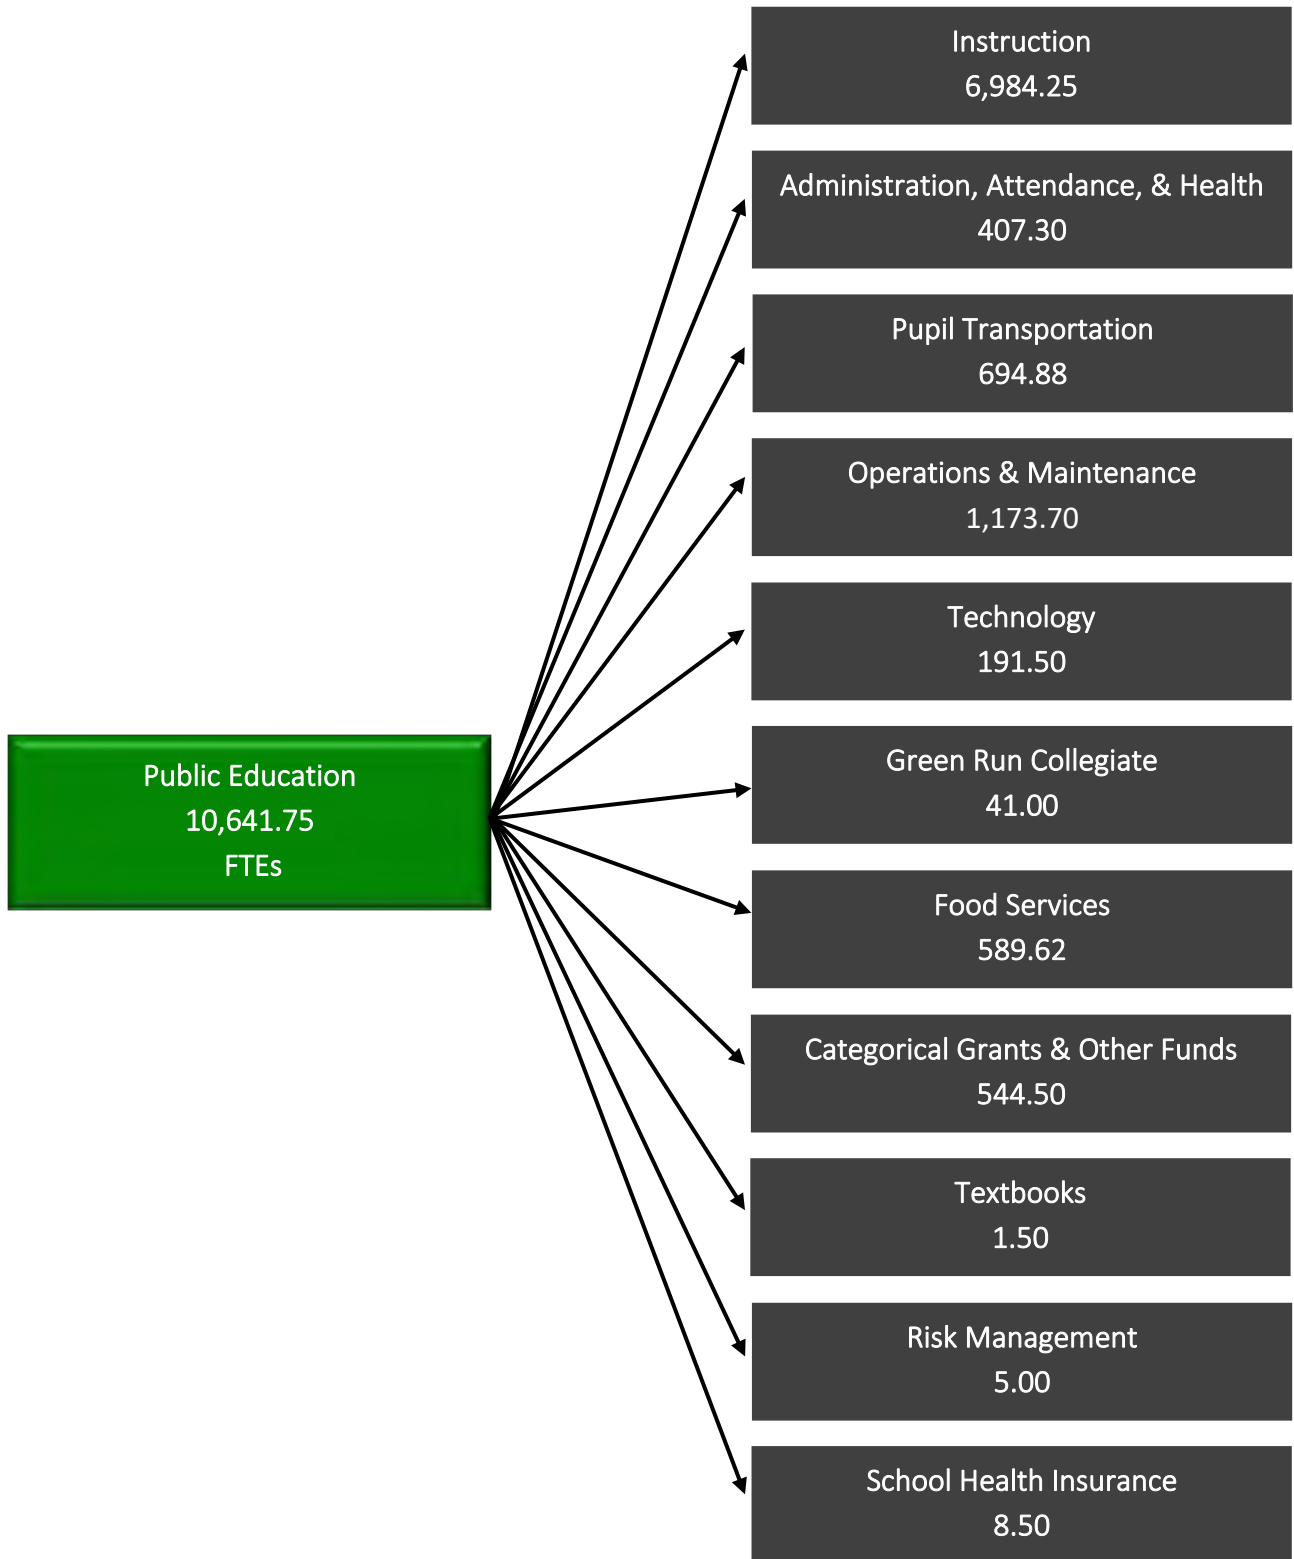 Instruction
6,984.25
Administration, Attendance, & Health
407.30
Pupil Transportation
694.88
Operations & Maintenance
1,173.70
Technology
191.50
Public Education
10,641.75
FTEs
Green Run Collegiate
41.00
Food Services
589.62
Categorical Grants & Other Funds
544.50
Textbooks
1.50
Risk Management
5.00
School Health Insurance
8.50